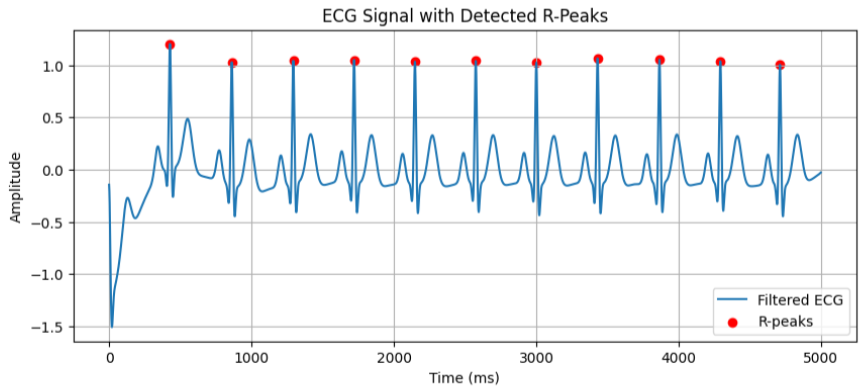 ECG Signal with Detected R-Peaks
1.0
0.5
0.0
−0.5
−1.0
−1.5
Amplitude
0
1000
2000
3000
4000
5000
Time (ms)
Filtered ECG
R-peaks